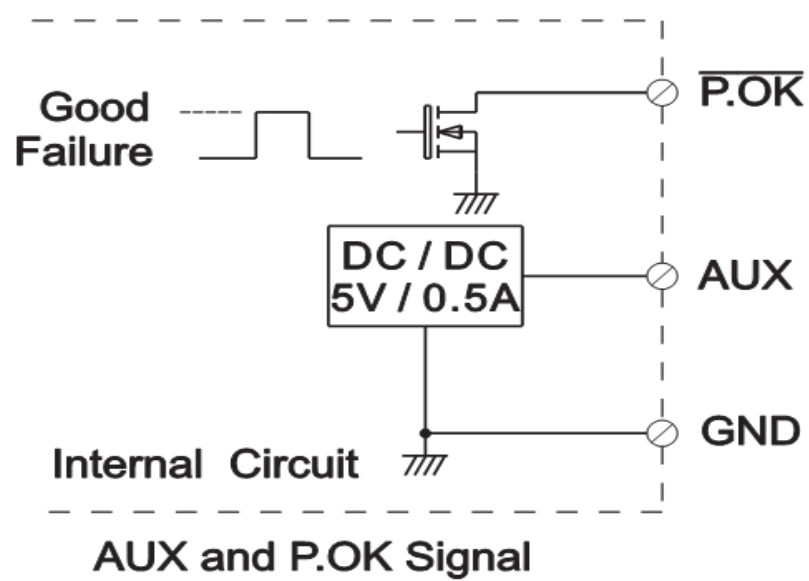 P.OK
Good
Failure
DC / DC
5V / 0.5A
AUX
GND
Internal Circuit
AUX and P.OK Signal